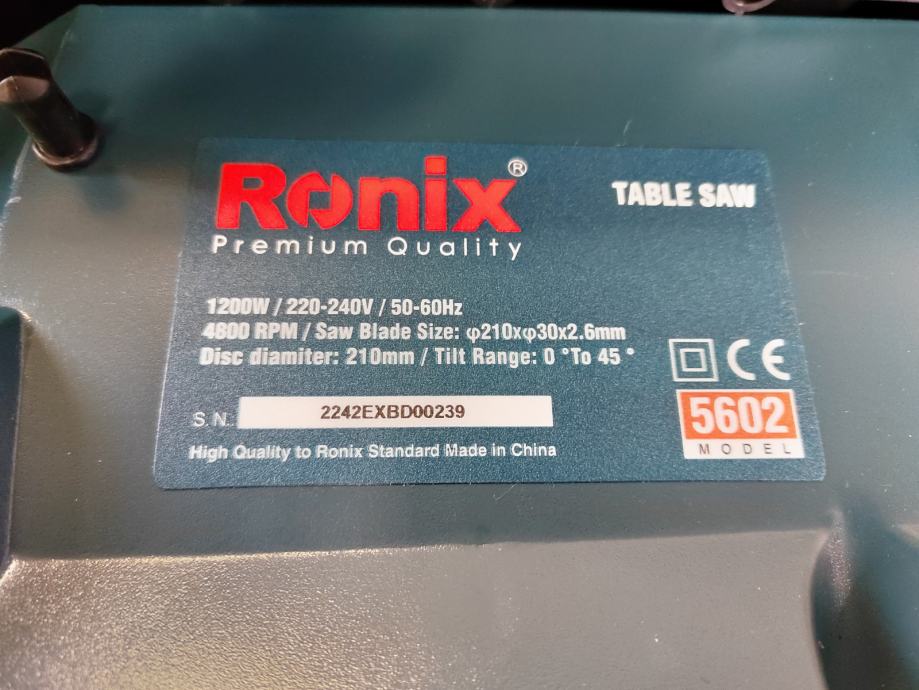 Ronix®
TABLE SAW
Premium Quality
1200W / 220-240V / 50-60Hz
4800 RPM / Saw Blade Size: φ210xφ30x2.6mm
Disc diamiter: 210mm / Tilt Range: 0 °To 45 °
CE
S.N. 2242EXBD00239
5602
MODEL
High Quality to Ronix Standard Made in China